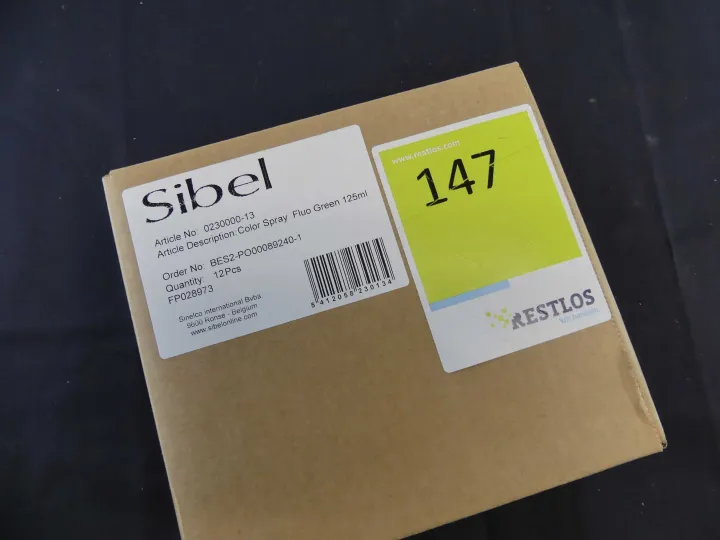 Sibel
Article No: 0230000-13
Article Description: Color Spray Fluo Green 125ml
Order No: BES2-PO00089240-1
Quantity: 12Pcs
FP028973
Sinelco international Bvba
9600 Ronse - Belgium
www.sibelonline.com
5 412058 230134
www.restlos.com
147
RESTLOS